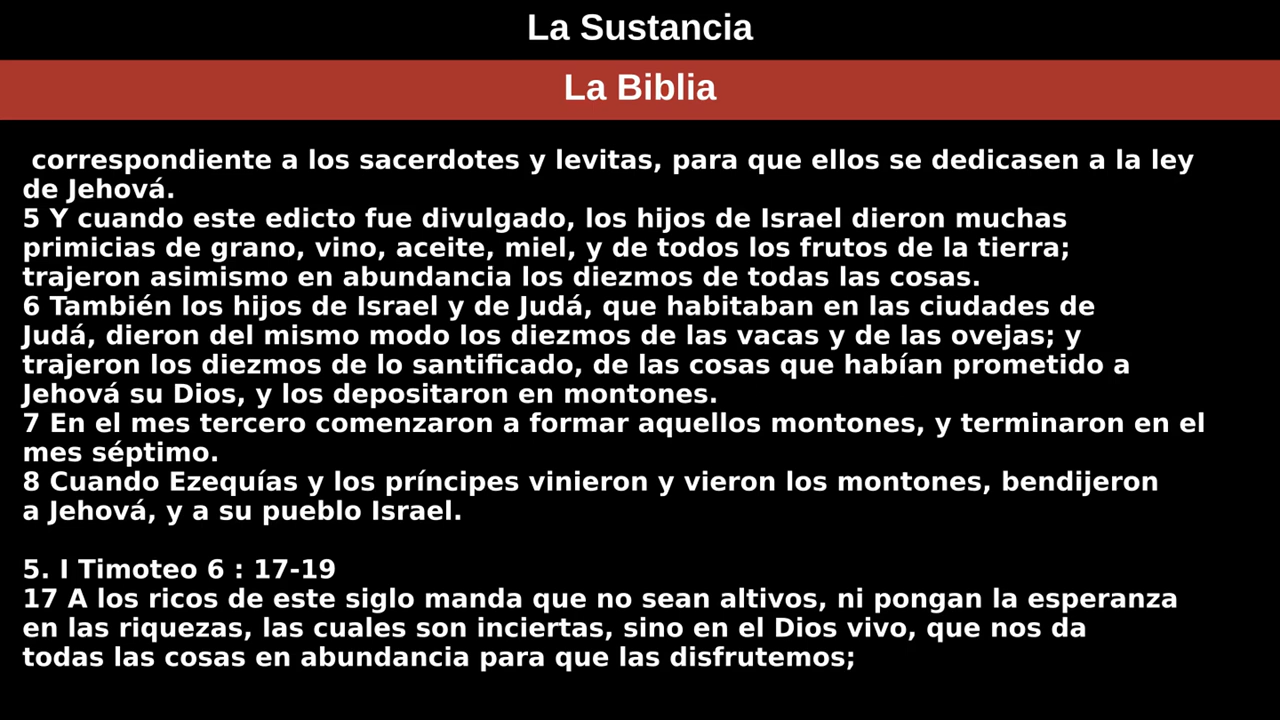 La Sustancia
La Biblia
correspondiente a los sacerdotes y levitas, para que ellos se dedicasen a la ley
de Jehová.
5 Y cuando este edicto fue divulgado, los hijos de Israel dieron muchas
primicias de grano, vino, aceite, miel, y de todos los frutos de la tierra;
trajeron asimismo en abundancia los diezmos de todas las cosas.
6 También los hijos de Israel y de Judá, que habitaban en las ciudades de
Judá, dieron del mismo modo los diezmos de las vacas y de las ovejas; y
trajeron los diezmos de lo santificado, de las cosas que habían prometido a
Jehová su Dios, y los depositaron en montones.
7 En el mes tercero comenzaron a formar aquellos montones, y terminaron en el
mes séptimo.
8 Cuando Ezequías y los príncipes vinieron y vieron los montones, bendijeron
a Jehová, y a su pueblo Israel.
5. I Timoteo 6 : 17-19
17 A los ricos de este siglo manda que no sean altivos, ni pongan la esperanza
en las riquezas, las cuales son inciertas, sino en el Dios vivo, que nos da
todas las cosas en abundancia para que las disfrutemos;